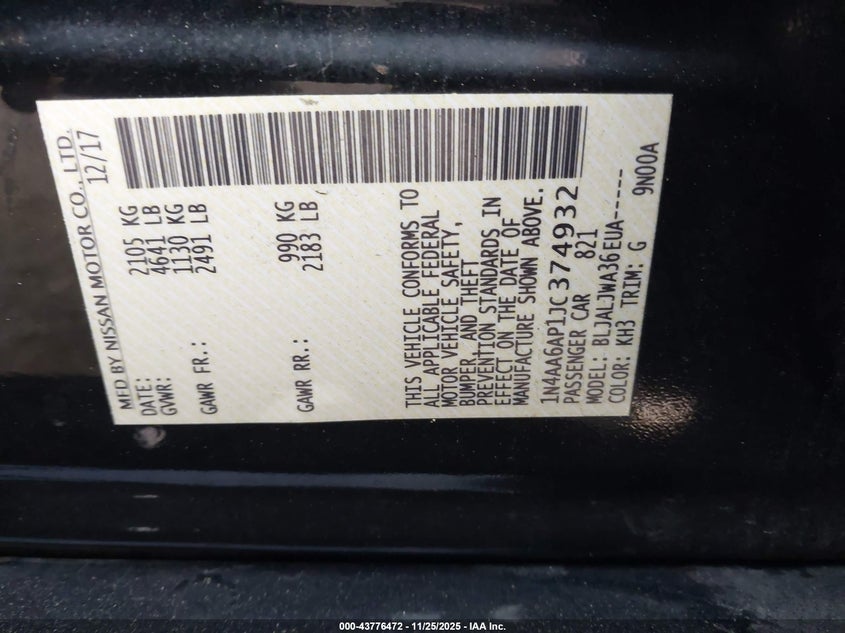 MFD BY NISSAN MOTOR CO., LTD.
DATE: 12/17
GVWR: 2105 KG
4641 LB
GAWR FR.: 1130 KG
2491 LB
GAWR RR.: 990 KG
2183 LB
THIS VEHICLE CONFORMS TO
ALL APPLICABLE FEDERAL
MOTOR VEHICLE SAFETY,
BUMPER, AND THEFT
PREVENTION STANDARDS IN
EFFECT ON THE DATE OF
MANUFACTURE SHOWN ABOVE.
1N4AA6AP1JC374932
PASSENGER CAR 821
MODEL: BLJALJWA36EUA-----
COLOR: KH3 TRIM: G 9N00A
000-43776472 - 11/25/2025 - IAA Inc.